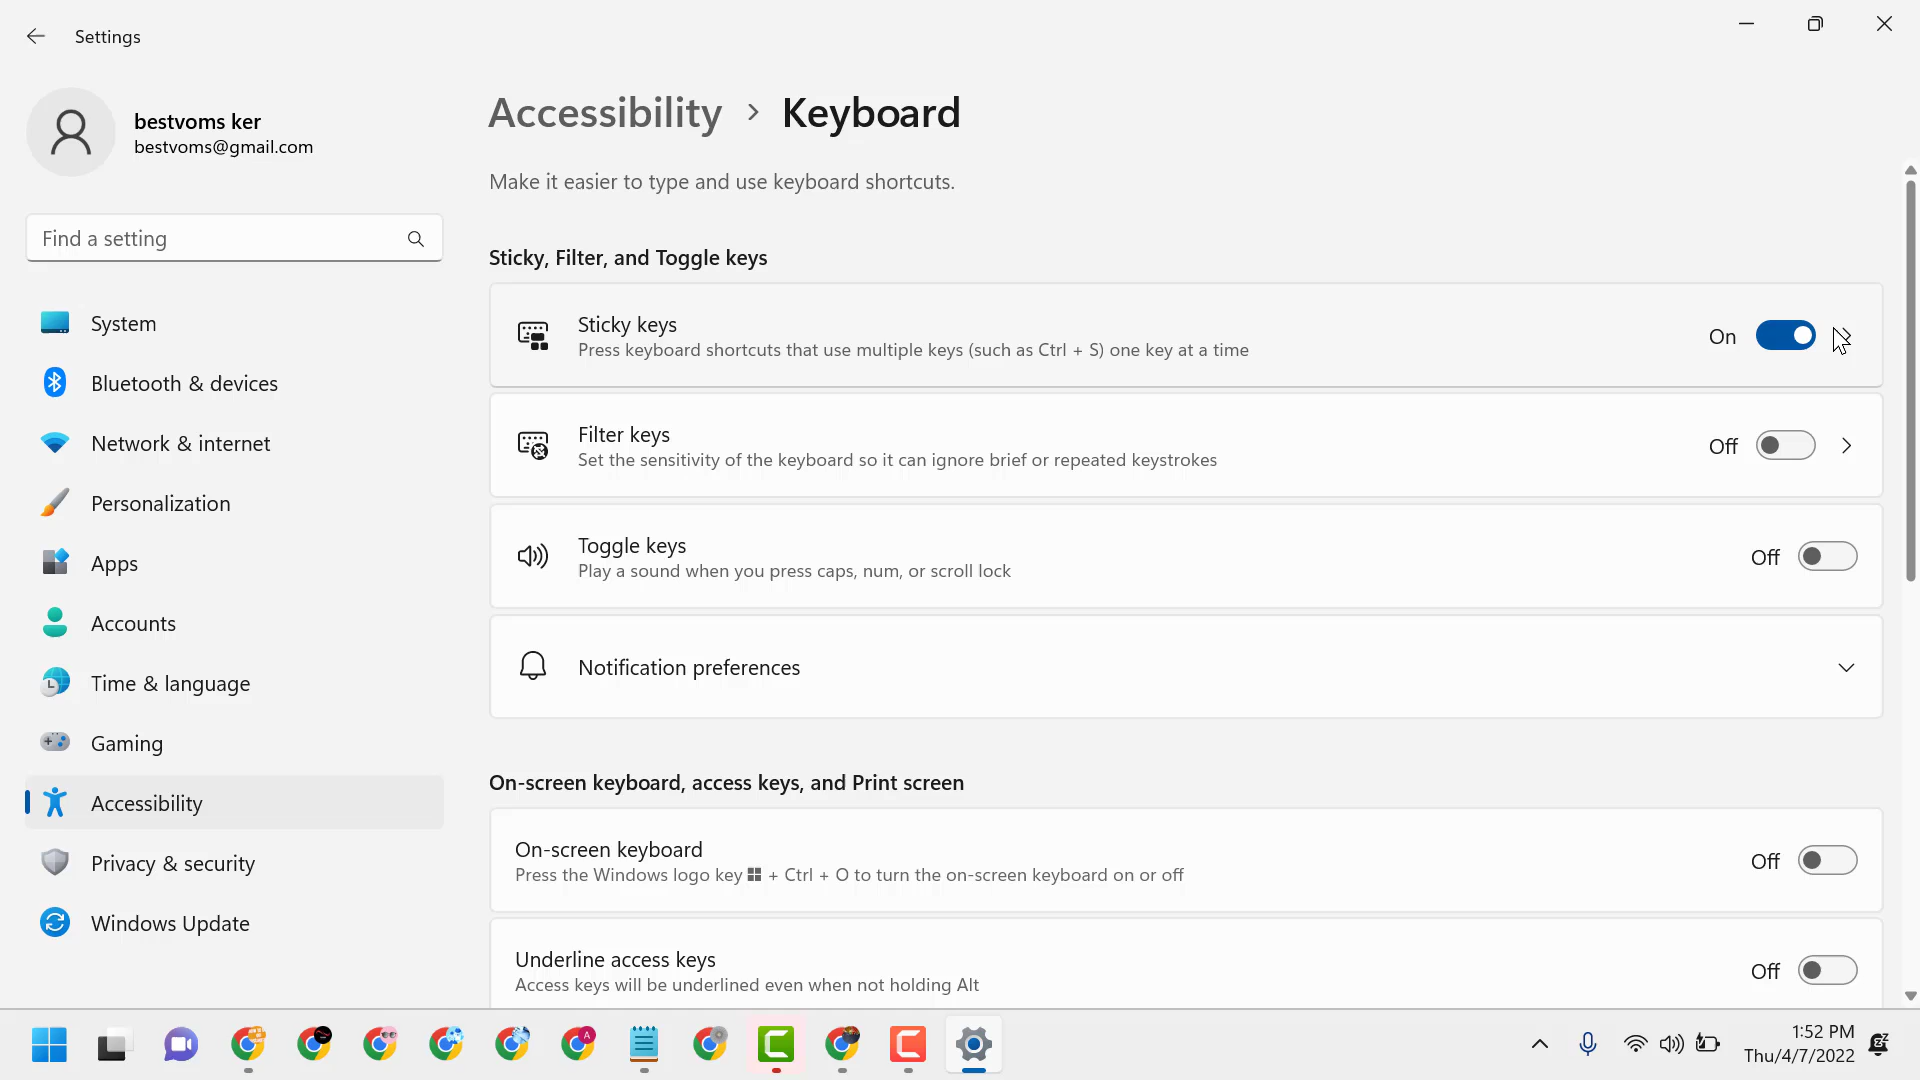 Settings
bestvoms ker
bestvoms@gmail.com
Find a setting
System
Bluetooth & devices
Network & internet
Personalization
Apps
Accounts
Time & language
Gaming
Accessibility
Privacy & security
Windows Update
Accessibility > Keyboard
Make it easier to type and use keyboard shortcuts.
Sticky, Filter, and Toggle keys
Sticky keys
Press keyboard shortcuts that use multiple keys (such as Ctrl + S) one key at a time
On
Filter keys
Set the sensitivity of the keyboard so it can ignore brief or repeated keystrokes
Off
Toggle keys
Play a sound when you press caps, num, or scroll lock
Off
Notification preferences
On-screen keyboard, access keys, and Print screen
On-screen keyboard
Press the Windows logo key + Ctrl + O to turn the on-screen keyboard on or off
Off
Underline access keys
Access keys will be underlined even when not holding Alt
Off
1:52 PM
Thu/4/7/2022